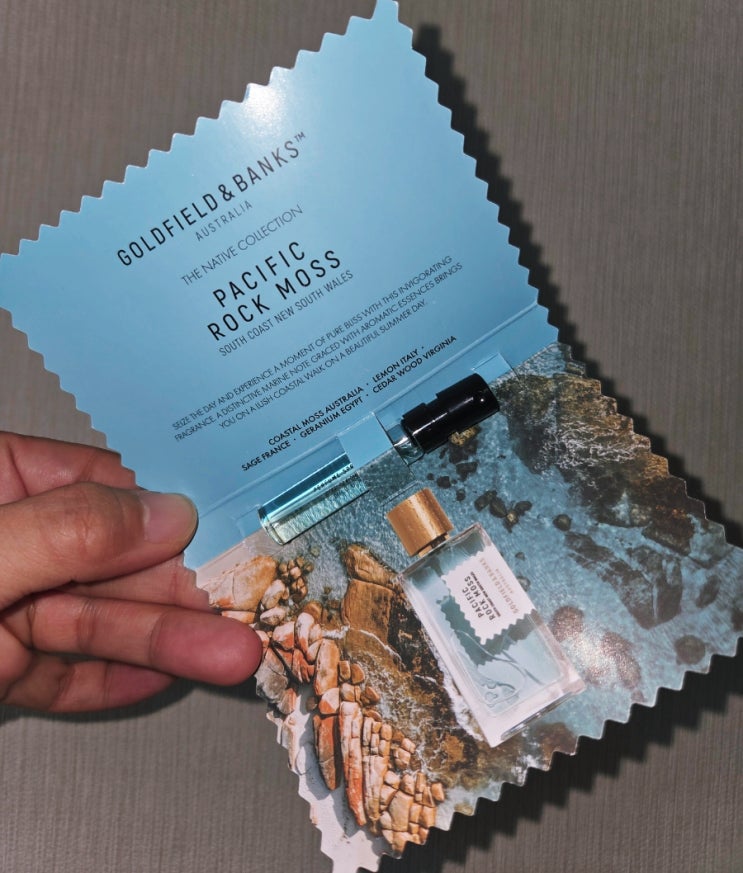 GOLDFIELD & BANKS™
AUSTRALIA
THE NATIVE COLLECTION
PACIFIC
ROCK MOSS
SOUTH COAST NEW SOUTH WALES
SEIZE THE DAY AND EXPERIENCE A MOMENT OF PURE BLISS WITH THIS INVIGORATING
FRAGRANCE. A DISTINCTIVE MARINE NOTE GRACED WITH AROMATIC ESSENCES BRINGS
YOU ON A LUSH COASTAL WALK ON A BEAUTIFUL SUMMER DAY.
COASTAL MOSS AUSTRALIA • LEMON ITALY •
SAGE FRANCE • GERANIUM EGYPT • CEDAR WOOD VIRGINIA
GOLDFIELD & BANKS
AUSTRALIA
PACIFIC
ROCK MOSS